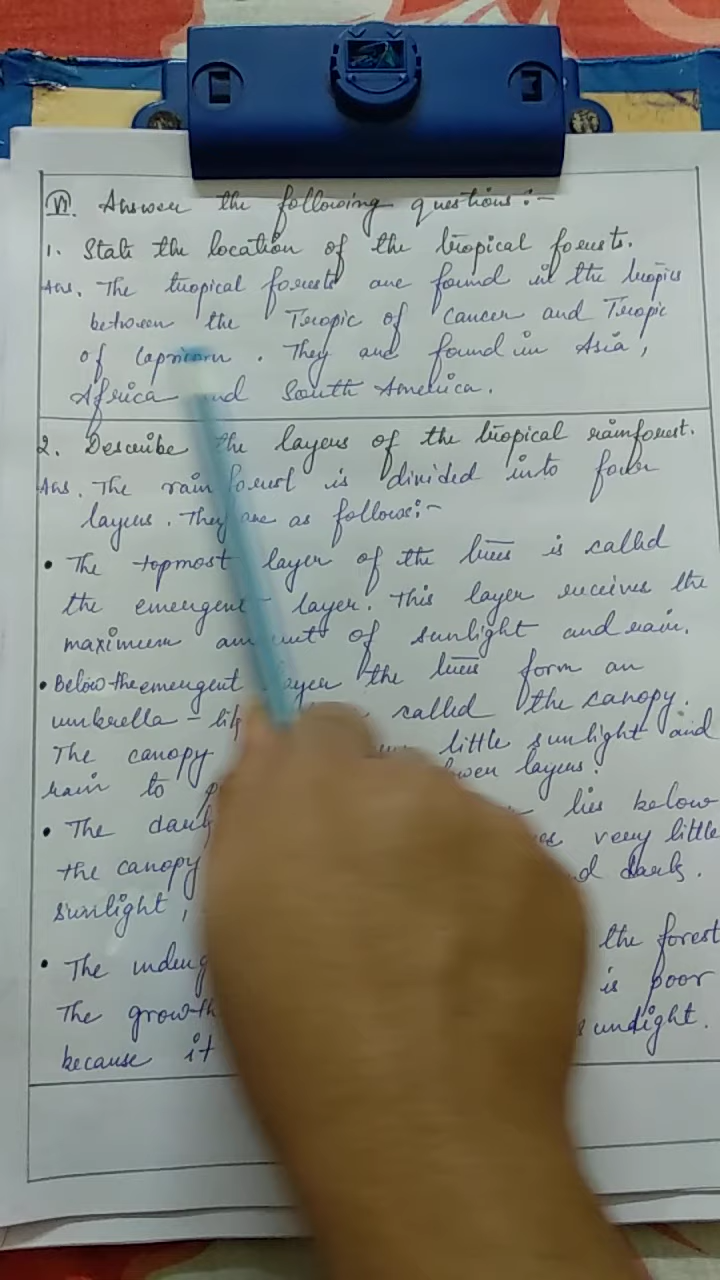 VI. Answer the following questions:-
1. State the location of the tropical forests.
Ans. The tropical forests are found in the tropics
between the Tropic of Cancer and Tropic
of Capricorn. They are found in Asia,
Africa and South America.
2. Describe the layers of the tropical rainforest.
Ans. The rainforest is divided into four
layers. They are as follows:-
• The topmost layer of the trees is called
the emergent layer. This layer receives the
maximum amount of sunlight and rain.
• Below the emergent layer the trees form an
umbrella - called the canopy.
The canopy little sunlight and
rain to lower layers.
• The dark lies below
the canopy very little
sunlight, dark.
• The the forest
The growth is poor
because it sunlight.